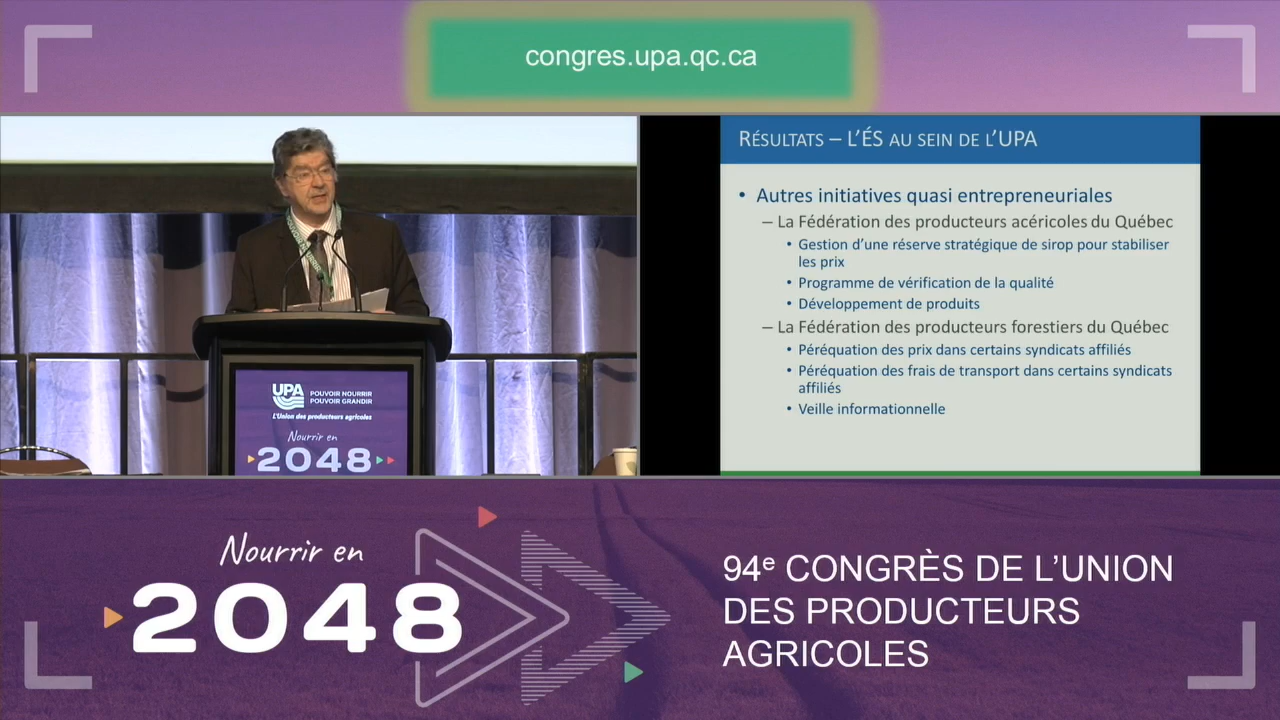 congres.upa.qc.ca
RÉSULTATS – L'ÉS AU SEIN DE L'UPA
• Autres initiatives quasi entrepreneuriales
– La Fédération des producteurs acéricoles du Québec
• Gestion d'une réserve stratégique de sirop pour stabiliser
les prix
• Programme de vérification de la qualité
• Développement de produits
– La Fédération des producteurs forestiers du Québec
• Péréquation des prix dans certains syndicats affiliés
• Péréquation des frais de transport dans certains syndicats
affiliés
• Veille informationnelle
UPA
POUVOIR NOURRIR
POUVOIR GRANDIR
L'Union des producteurs agricoles
Nourrir en
2048
Nourrir en
2048
94e CONGRÈS DE L'UNION
DES PRODUCTEURS
AGRICOLES